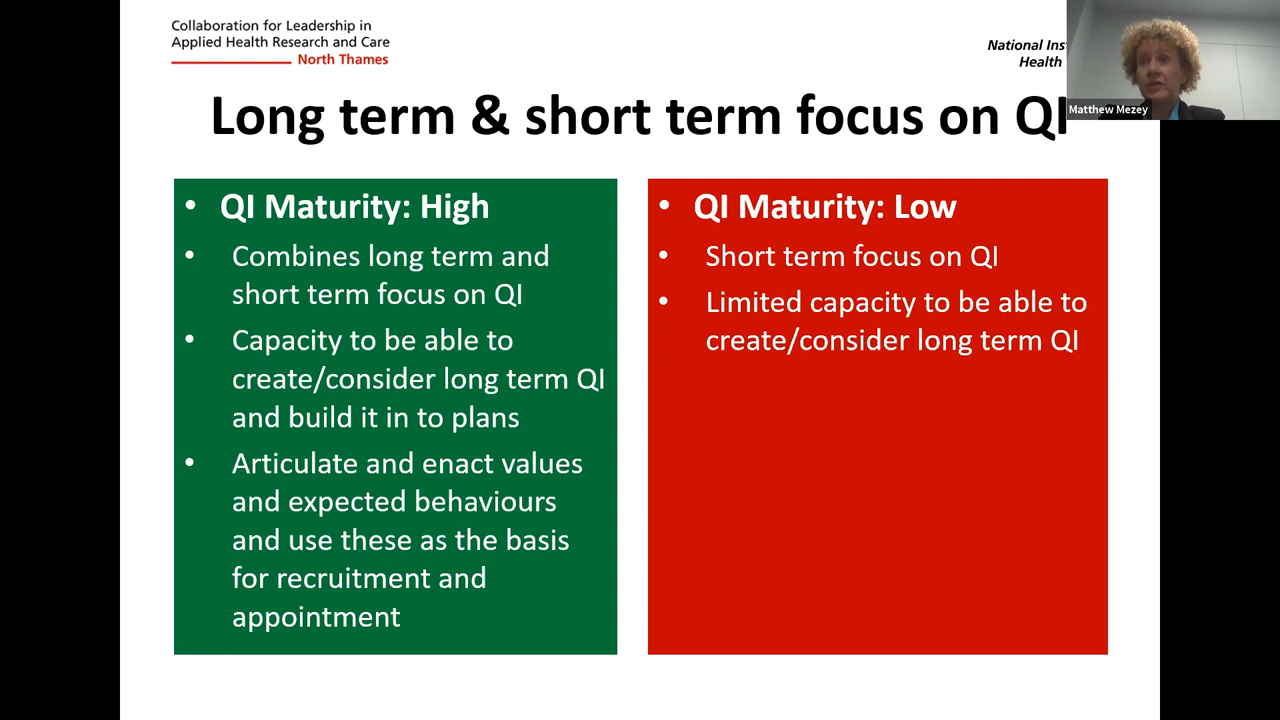 Collaboration for Leadership in
Applied Health Research and Care
North Thames
National
Health
Matthew Mezey
Long term & short term focus on QI
• QI Maturity: High
• Combines long term and
short term focus on QI
• Capacity to be able to
create/consider long term QI
and build it in to plans
• Articulate and enact values
and expected behaviours
and use these as the basis
for recruitment and
appointment
• QI Maturity: Low
• Short term focus on QI
• Limited capacity to be able to
create/consider long term QI